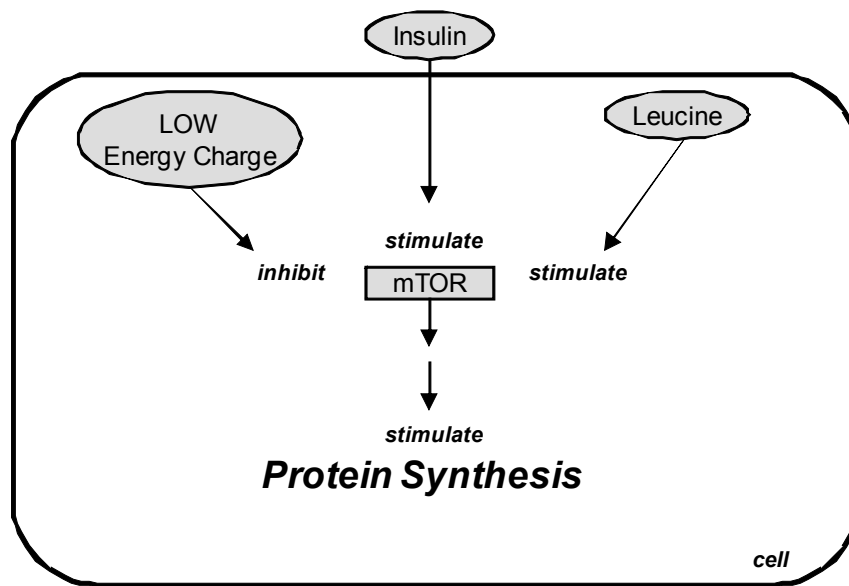 Insulin
LOW
Energy Charge
Leucine
stimulate
inhibit
stimulate
mTOR
stimulate
Protein Synthesis
cell